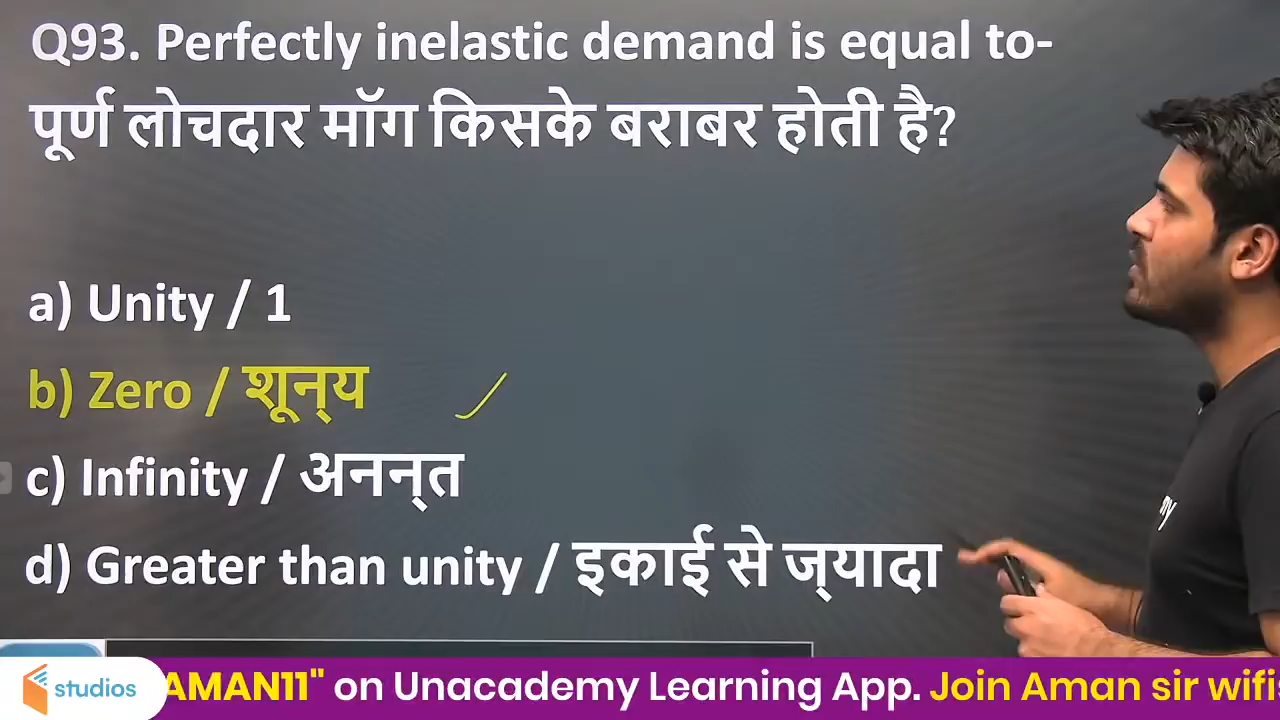 Q93. Perfectly inelastic demand is equal to-
पूर्ण लोचदार मॉग किसके बराबर होती है?
a) Unity / 1
b) Zero / शून्य
c) Infinity / अनन्त
d) Greater than unity / इकाई से ज्यादा
studios
AMAN11" on Unacademy Learning App. Join Aman sir wifis